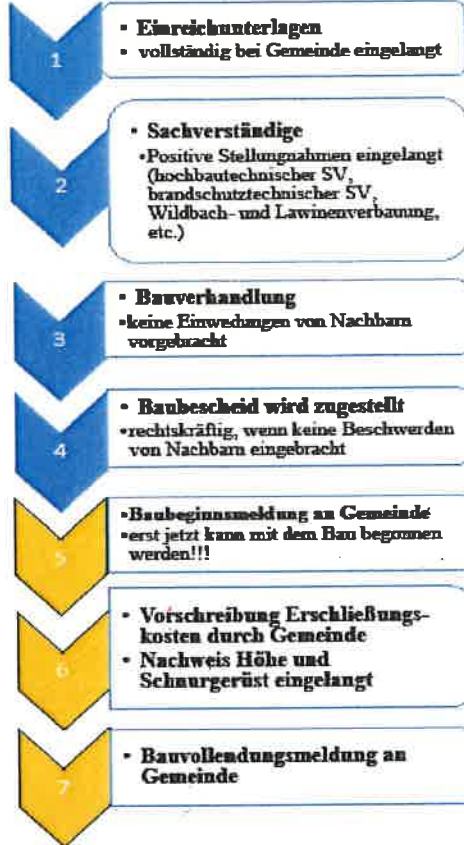 1
• Einreichunterlagen
• vollständig bei Gemeinde eingelangt
2
• Sachverständige
•Positive Stellungnahmen eingelangt
(hochbautechnischer SV,
brandschutztechnischer SV,
Wildbach- und Lawinenverbauung,
etc.)
3
• Bauverhandlung
•keine Einwedungen von Nachbarn
vorgebracht
4
• Baubescheid wird zugestellt
•rechtskräftig, wenn keine Beschwerden
von Nachbarn eingebracht
5
•Baubeginnsmeldung an Gemeinde
•erst jetzt kann mit dem Bau begonnen
werden!!!
6
• Vorschreibung Erschließungs-
kosten durch Gemeinde
• Nachweis Höhe und
Schnurgerüst eingelangt
7
• Bauvollendungsmeldung an
Gemeinde